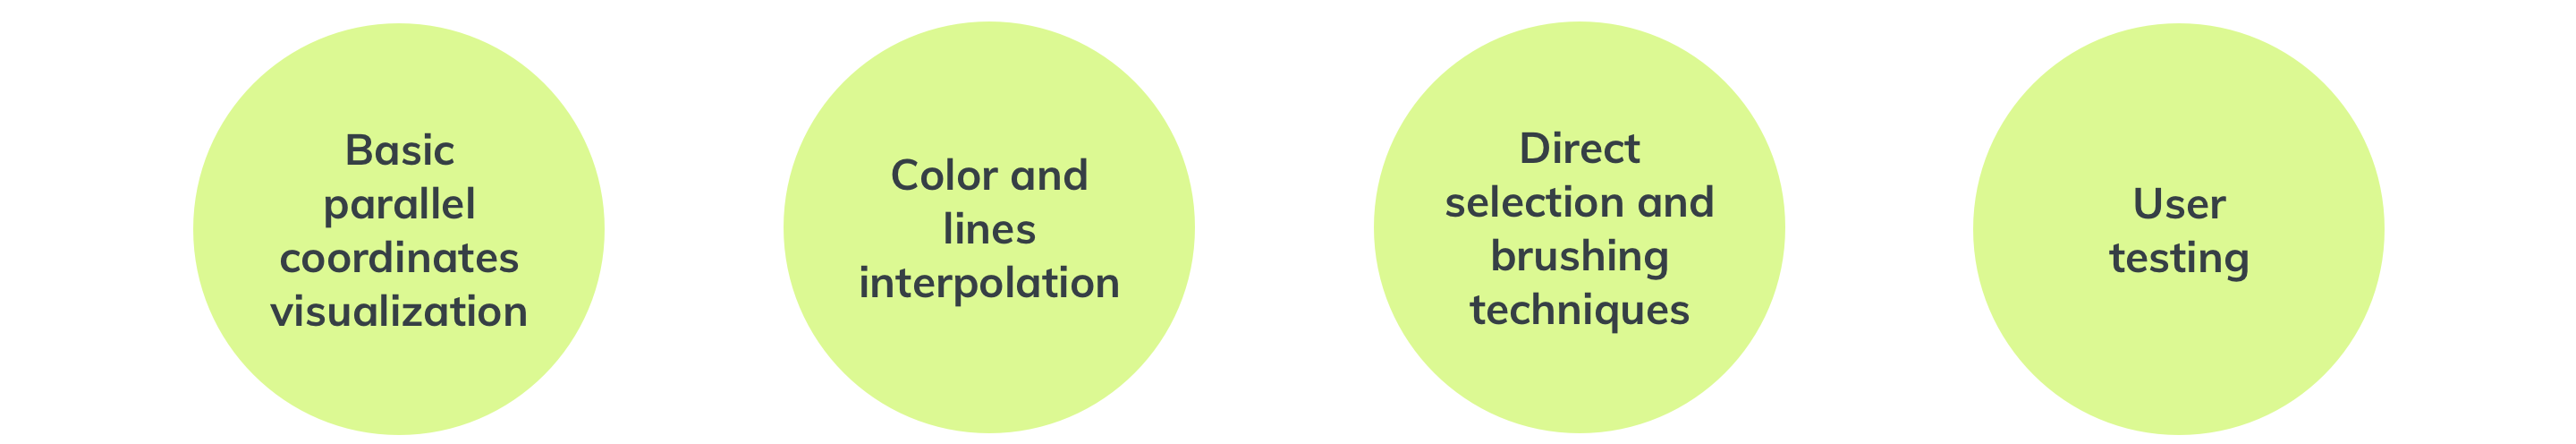 Basic
parallel
coordinates
visualization
Color and
lines
interpolation
Direct
selection and
brushing
techniques
User
testing